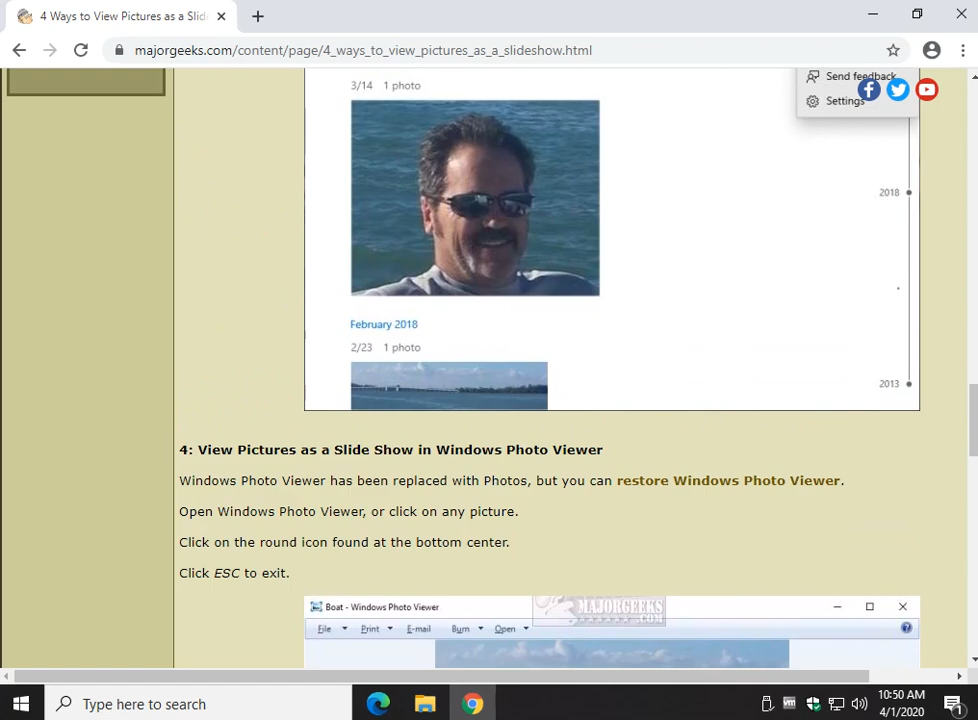 4 Ways to View Pictures as a Slid
majorgeeks.com/content/page/4_ways_to_view_pictures_as_a_slideshow.html
3/14 1 photo
Send feedback
Settings
2018
February 2018
2/23 1 photo
2013
4: View Pictures as a Slide Show in Windows Photo Viewer
Windows Photo Viewer has been replaced with Photos, but you can restore Windows Photo Viewer.
Open Windows Photo Viewer, or click on any picture.
Click on the round icon found at the bottom center.
Click ESC to exit.
Boat - Windows Photo Viewer
MAJORGEEKS
.COM
File Print E-mail Burn Open
Type here to search
vm
10:50 AM
4/1/2020
1